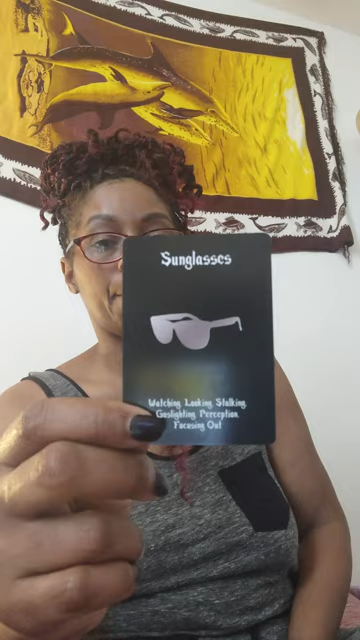 Sunglasses
Watching, Looking, Stalking,
Gaslighting, Perception,
Focusing Out